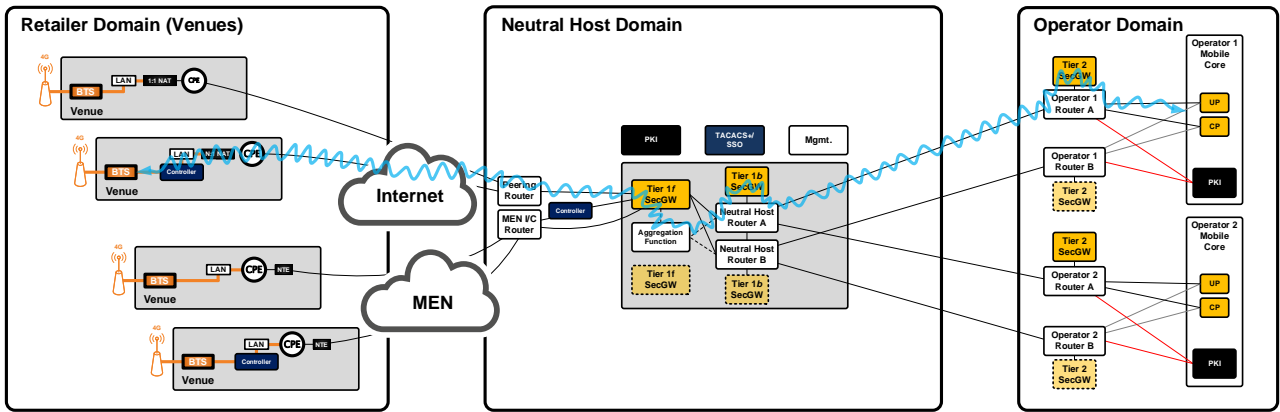 Retailer Domain (Venues)
Neutral Host Domain
Operator Domain
4G
BTS
LAN
1:1 NAT
CPE
Venue
4G
BTS
LAN
Controller
CPE
Venue
4G
BTS
LAN
CPE
NTE
Venue
4G
BTS
LAN
Controller
CPE
NTE
Venue
Internet
MEN
Peering
Router
MEN I/C
Router
Controller
PKI
TACACS+/
SSO
Mgmt.
Tier 1f
SecGW
Tier 1b
SecGW
Aggregation
Function
Neutral Host
Router A
Neutral Host
Router B
Tier 1f
SecGW
Tier 1b
SecGW
Tier 2
SecGW
Operator 1
Router A
Operator 1
Router B
Tier 2
SecGW
Operator 1
Mobile
Core
UP
CP
PKI
Tier 2
SecGW
Operator 2
Router A
Operator 2
Router B
Tier 2
SecGW
Operator 2
Mobile
Core
UP
CP
PKI